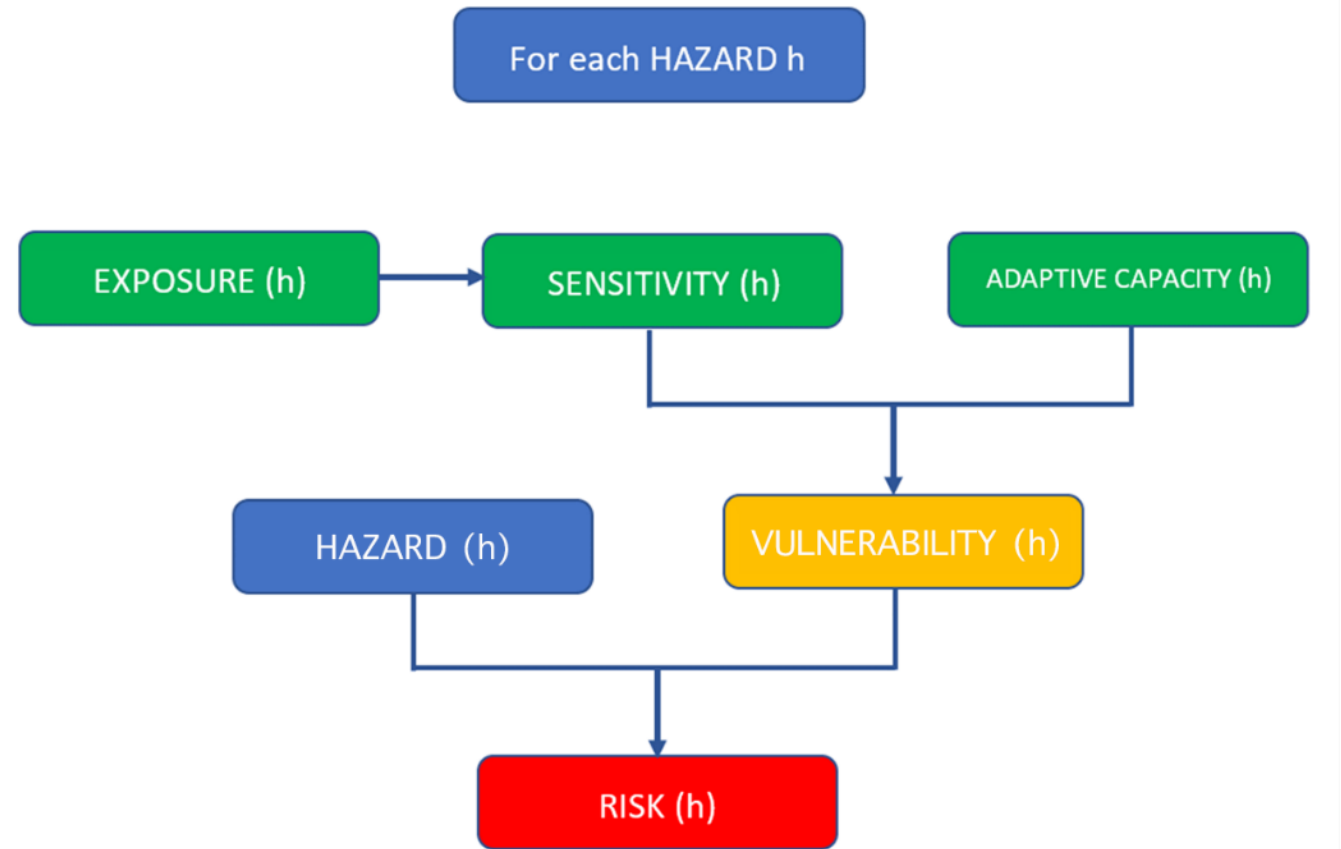 For each HAZARD h
EXPOSURE (h)
SENSITIVITY (h)
ADAPTIVE CAPACITY (h)
HAZARD (h)
VULNERABILITY (h)
RISK (h)